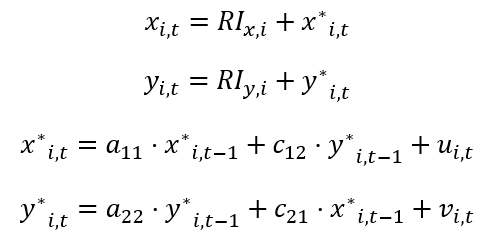 x_{i,t} = RI_{x,i} + x^*_{i,t}
y_{i,t} = RI_{y,i} + y^*_{i,t}
x^*_{i,t} = a_{11} · x^*_{i,t−1} + c_{12} · y^*_{i,t−1} + u_{i,t}
y^*_{i,t} = a_{22} · y^*_{i,t−1} + c_{21} · x^*_{i,t−1} + v_{i,t}